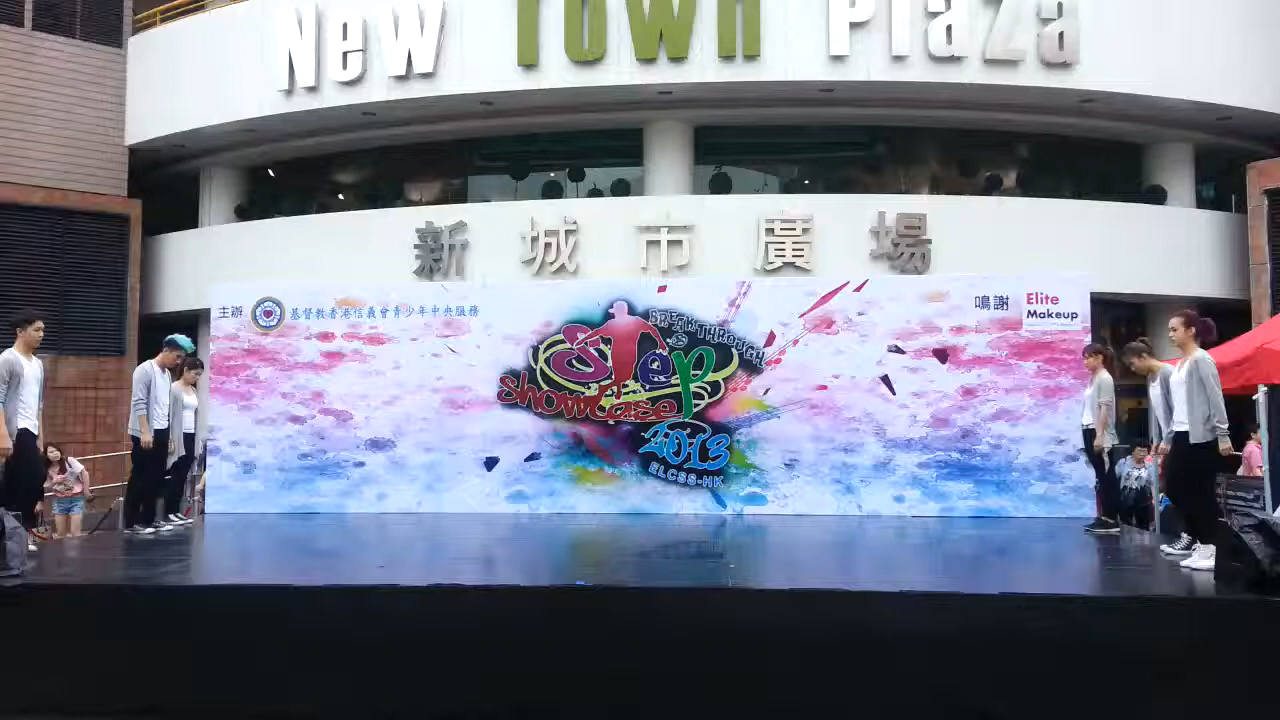 New Town Plaza
新城市廣場
主辦 基督教香港信義會青少年中央服務
鳴謝 Elite Makeup
BREAKTHROUGH
Step
Showcase
2013
ELCSS-HK